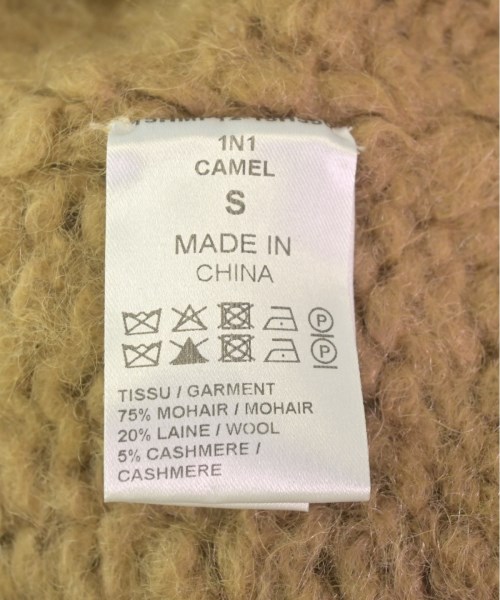 1N1
CAMEL
S
MADE IN
CHINA
P
P
TISSU / GARMENT
75% MOHAIR / MOHAIR
20% LAINE / WOOL
5% CASHMERE /
CASHMERE